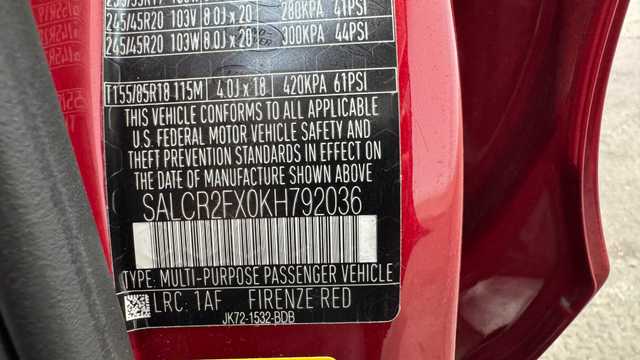 245/45R20 103V 8.0J x 20 280KPA 41PSI
245/45R20 103W 8.0J x 20 300KPA 44PSI
T155/85R18 115M 4.0J x 18 420KPA 61PSI
THIS VEHICLE CONFORMS TO ALL APPLICABLE
U.S. FEDERAL MOTOR VEHICLE SAFETY AND
THEFT PREVENTION STANDARDS IN EFFECT ON
THE DATE OF MANUFACTURE SHOWN ABOVE
SALCR2FX0KH792036
TYPE: MULTI-PURPOSE PASSENGER VEHICLE
LRC: 1AF FIRENZE RED
JK72-1532-BDB